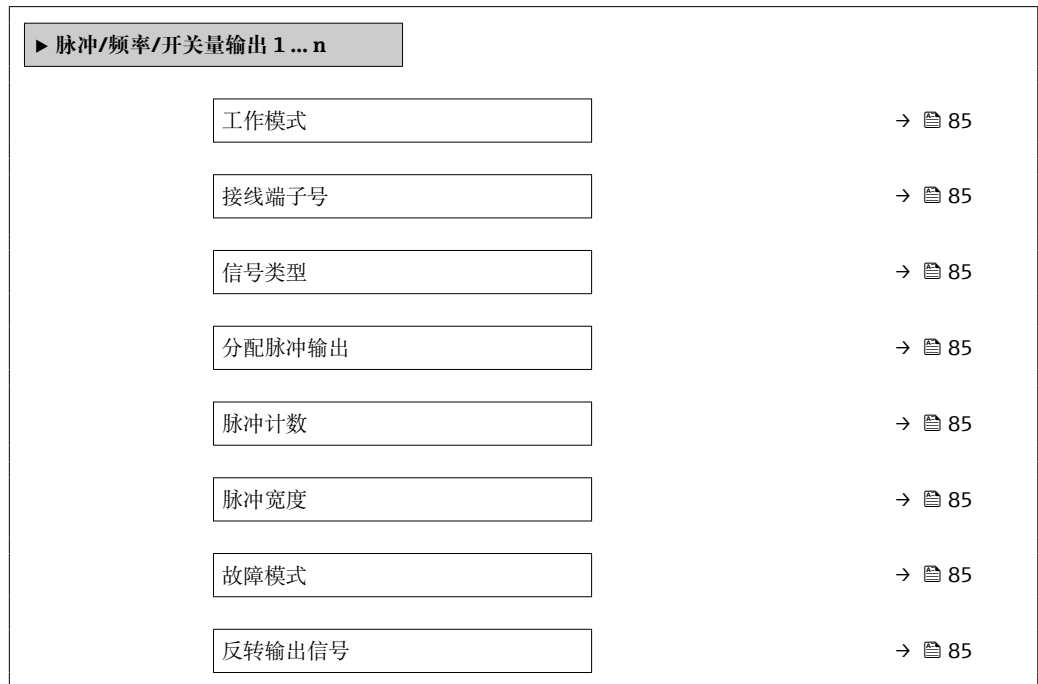 ▶ 脉冲/频率/开关量输出 1 ... n
工作模式 → 85
接线端子号 → 85
信号类型 → 85
分配脉冲输出 → 85
脉冲计数 → 85
脉冲宽度 → 85
故障模式 → 85
反转输出信号 → 85